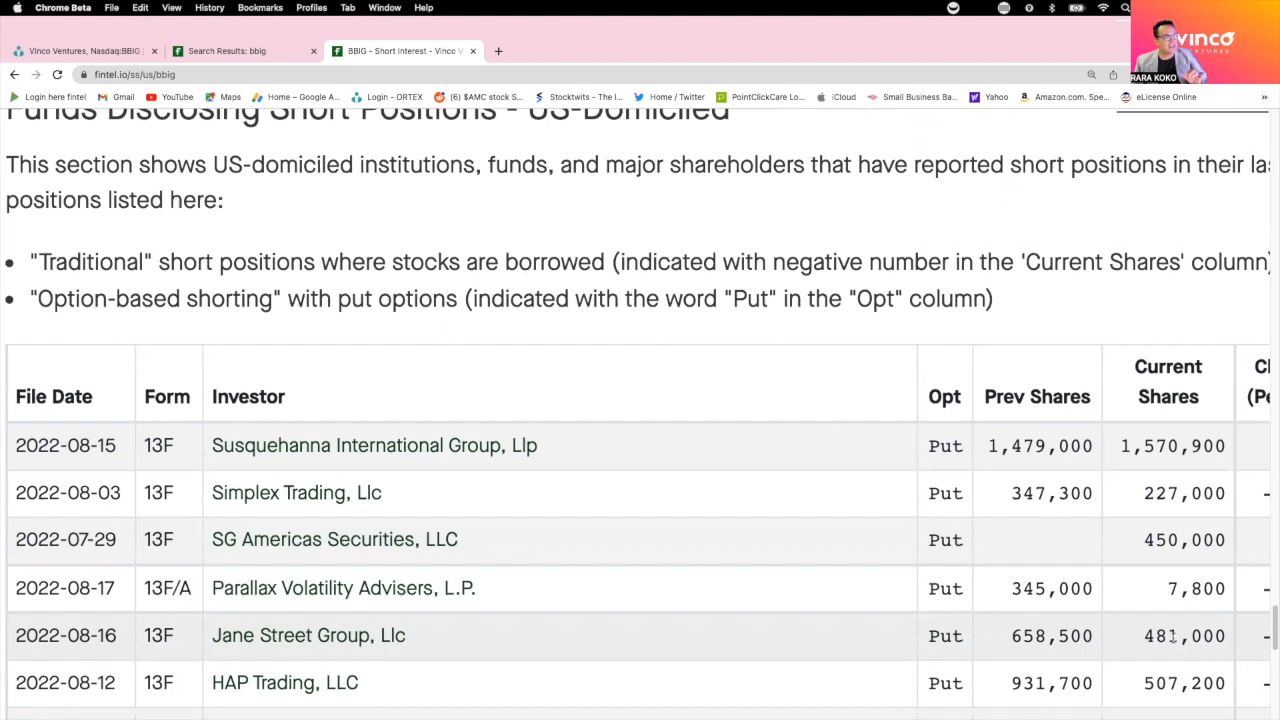 Chrome Beta File Edit View History Bookmarks Profiles Tab Window Help
Vinco Ventures, Nasdaq:BBIG Search Results: bbig BBIG - Short Interest - Vinco V
fintel.io/ss/us/bbig
Login here fintel Gmail YouTube Maps Home – Google A... Login - ORTEX (6) $AMC stock S... Stocktwits - The l... Home / Twitter PointClickCare Lo... iCloud Small Business Ba... Yahoo Amazon.com. Spe... eLicense Online »
vinco
VENTURES
RARA KOKO
Funds Disclosing Short Positions - US-Domiciled
This section shows US-domiciled institutions, funds, and major shareholders that have reported short positions in their las
positions listed here:
• "Traditional" short positions where stocks are borrowed (indicated with negative number in the 'Current Shares' column)
• "Option-based shorting" with put options (indicated with the word "Put" in the "Opt" column)
File Date Form Investor Opt Prev Shares Current Shares Ch (Pe
2022-08-15 13F Susquehanna International Group, Llp Put 1,479,000 1,570,900
2022-08-03 13F Simplex Trading, Llc Put 347,300 227,000 -
2022-07-29 13F SG Americas Securities, LLC Put 450,000
2022-08-17 13F/A Parallax Volatility Advisers, L.P. Put 345,000 7,800 -
2022-08-16 13F Jane Street Group, Llc Put 658,500 481,000 -
2022-08-12 13F HAP Trading, LLC Put 931,700 507,200 -